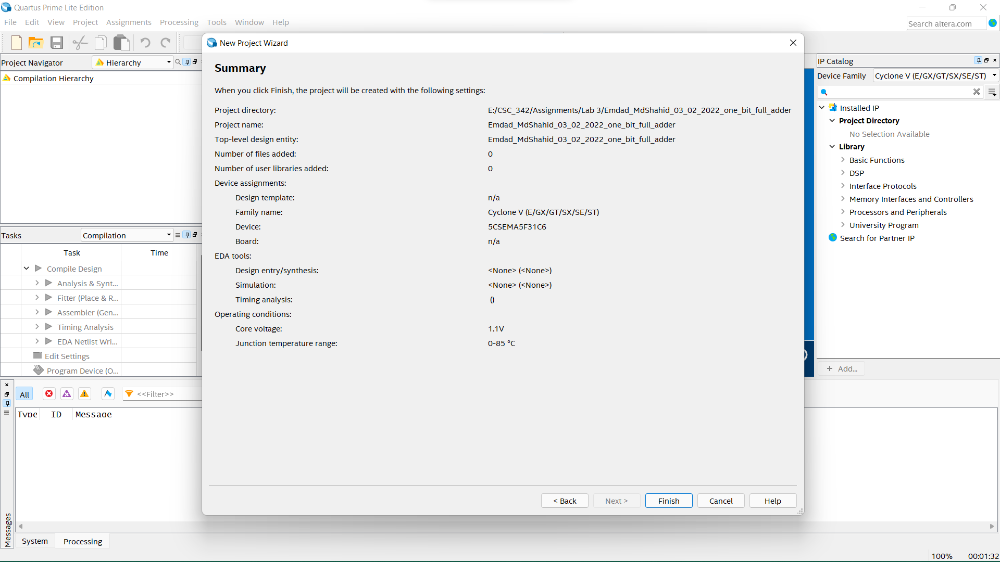 Quartus Prime Lite Edition
File Edit View Project Assignments Processing Tools Window Help
Search altera.com
New Project Wizard
Project Navigator
Hierarchy
Compilation Hierarchy
Tasks
Compilation
Task Time
Compile Design
Analysis & Synt...
Fitter (Place & R...
Assembler (Gen...
Timing Analysis
EDA Netlist Wri...
Edit Settings
Program Device (O...
Summary
When you click Finish, the project will be created with the following settings:
Project directory: E:/CSC_342/Assignments/Lab 3/Emdad_MdShahid_03_02_2022_one_bit_full_adder
Project name: Emdad_MdShahid_03_02_2022_one_bit_full_adder
Top-level design entity: Emdad_MdShahid_03_02_2022_one_bit_full_adder
Number of files added: 0
Number of user libraries added: 0
Device assignments:
Design template: n/a
Family name: Cyclone V (E/GX/GT/SX/SE/ST)
Device: 5CSEMA5F31C6
Board: n/a
EDA tools:
Design entry/synthesis: <None> (<None>)
Simulation: <None> (<None>)
Timing analysis: ()
Operating conditions:
Core voltage: 1.1V
Junction temperature range: 0-85 °C
< Back Next > Finish Cancel Help
IP Catalog
Device Family Cyclone V (E/GX/GT/SX/SE/ST)
Installed IP
Project Directory
No Selection Available
Library
Basic Functions
DSP
Interface Protocols
Memory Interfaces and Controllers
Processors and Peripherals
University Program
Search for Partner IP
+ Add...
All <<Filter>>
Type ID Message
Messages
System Processing
100% 00:01:32